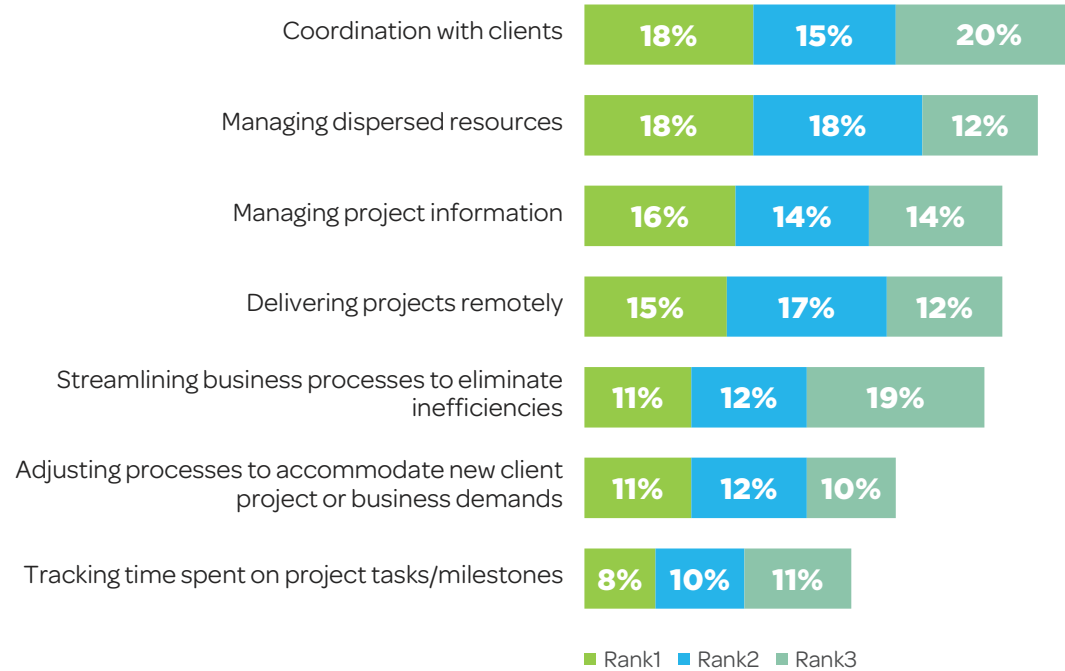 Coordination with clients 18% 15% 20%
Managing dispersed resources 18% 18% 12%
Managing project information 16% 14% 14%
Delivering projects remotely 15% 17% 12%
Streamlining business processes to eliminate
inefficiencies 11% 12% 19%
Adjusting processes to accommodate new client
project or business demands 11% 12% 10%
Tracking time spent on project tasks/milestones 8% 10% 11%
Rank1 Rank2 Rank3